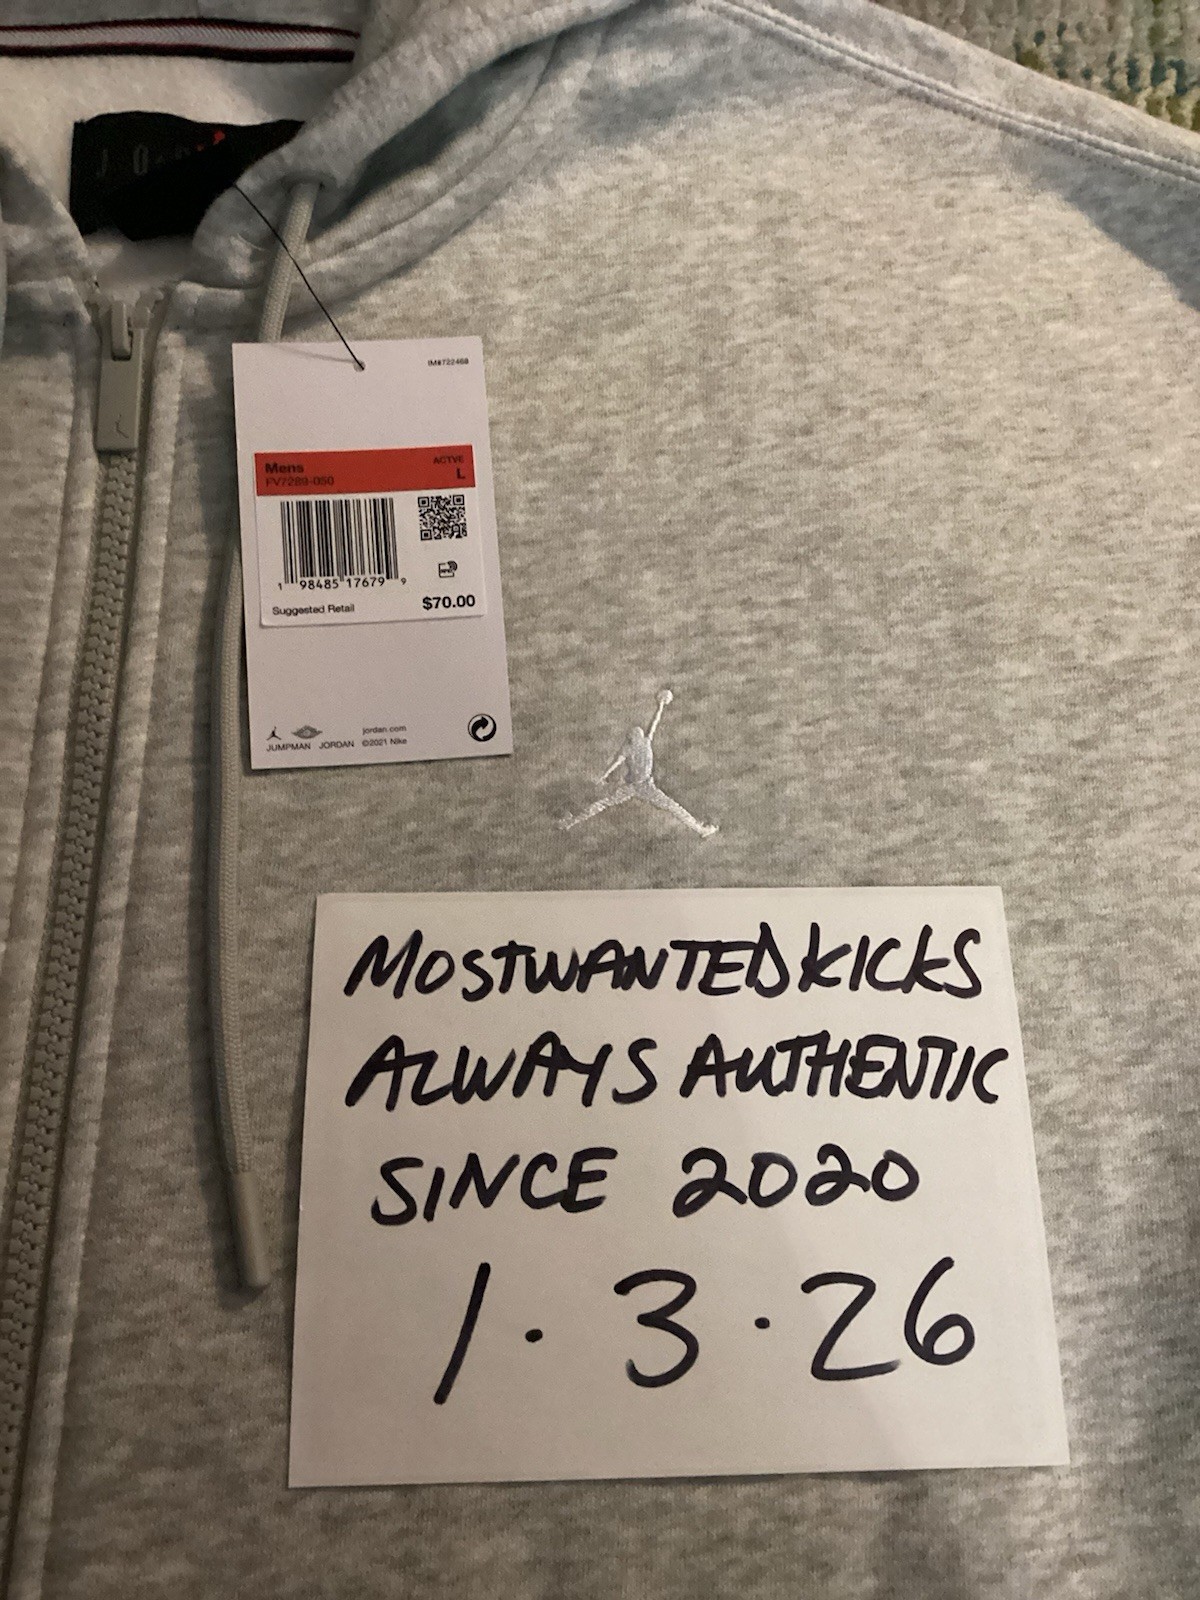 JORDAN
IM#722468
Mens
ACTVE
FV7289-050
L
1 98485 17679 9
Suggested Retail
$70.00
jordan.com
JUMPMAN JORDAN ©2021 Nike
MOSTWANTEDKICKS
ALWAYS AUTHENTIC
SINCE 2020
1.3.26